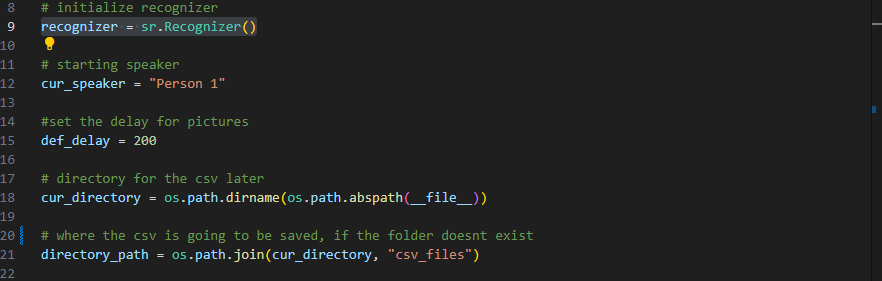 8 # initialize recognizer
9 recognizer = sr.Recognizer()
10
11 # starting speaker
12 cur_speaker = "Person 1"
13
14 #set the delay for pictures
15 def_delay = 200
16
17 # directory for the csv later
18 cur_directory = os.path.dirname(os.path.abspath(__file__))
19
20 # where the csv is going to be saved, if the folder doesnt exist
21 directory_path = os.path.join(cur_directory, "csv_files")
22